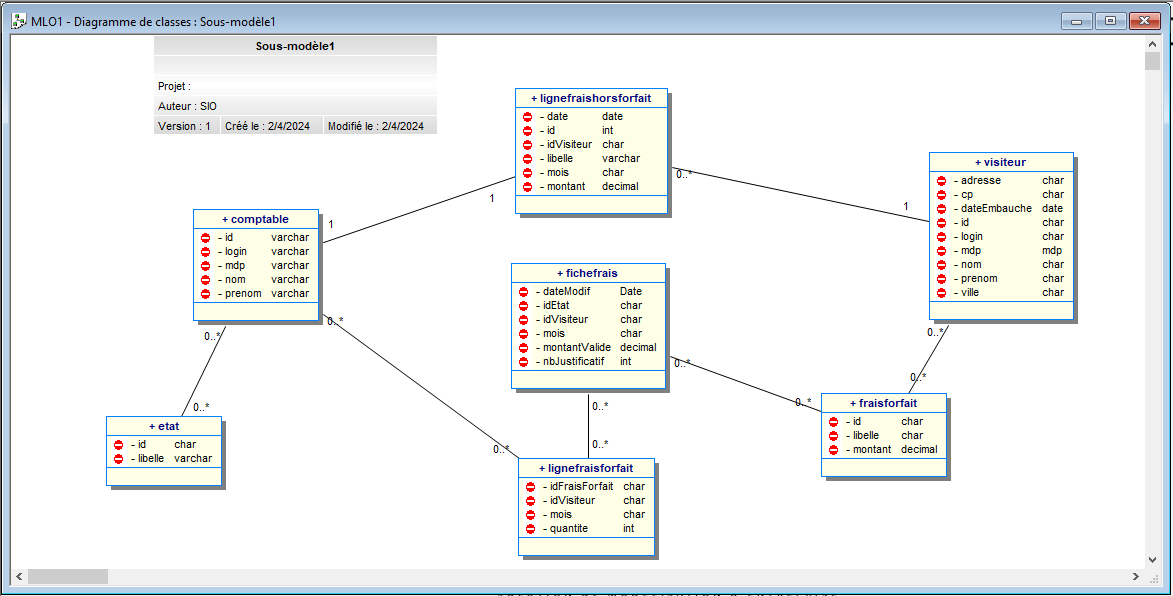 MLO1 - Diagramme de classes : Sous-modèle1
Sous-modèle1
Projet :
Auteur : SIO
Version : 1 Créé le : 2/4/2024 Modifié le : 2/4/2024
+ lignefraishorsforfait
- date date
- id int
- idVisiteur char
- libelle varchar
- mois char
- montant decimal
0..*
1
1
1
+ visiteur
- adresse char
- cp char
- dateEmbauche date
- id char
- login char
- mdp mdp
- nom char
- prenom char
- ville char
+ comptable
- id varchar
- login varchar
- mdp varchar
- nom varchar
- prenom varchar
0..*
0..*
+ fichefrais
- dateModif Date
- idEtat char
- idVisiteur char
- mois char
- montantValide decimal
- nbJustificatif int
0..*
0..*
0..*
0..*
+ fraisforfait
- id char
- libelle char
- montant decimal
0..*
+ etat
- id char
- libelle varchar
0..*
0..*
0..*
+ lignefraisforfait
- idFraisForfait char
- idVisiteur char
- mois char
- quantite int